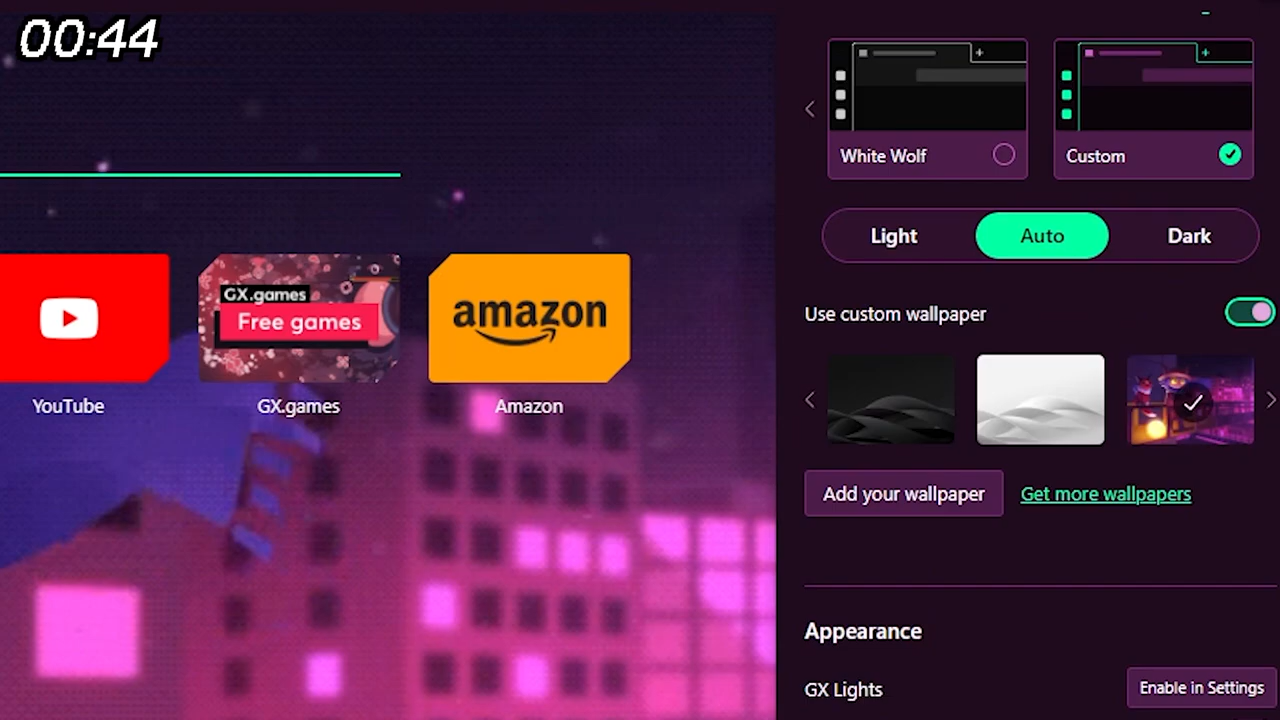 00:44
White Wolf
Custom
Light
Auto
Dark
Use custom wallpaper
GX.games
Free games
amazon
YouTube
GX.games
Amazon
Add your wallpaper
Get more wallpapers
Appearance
GX Lights
Enable in Settings